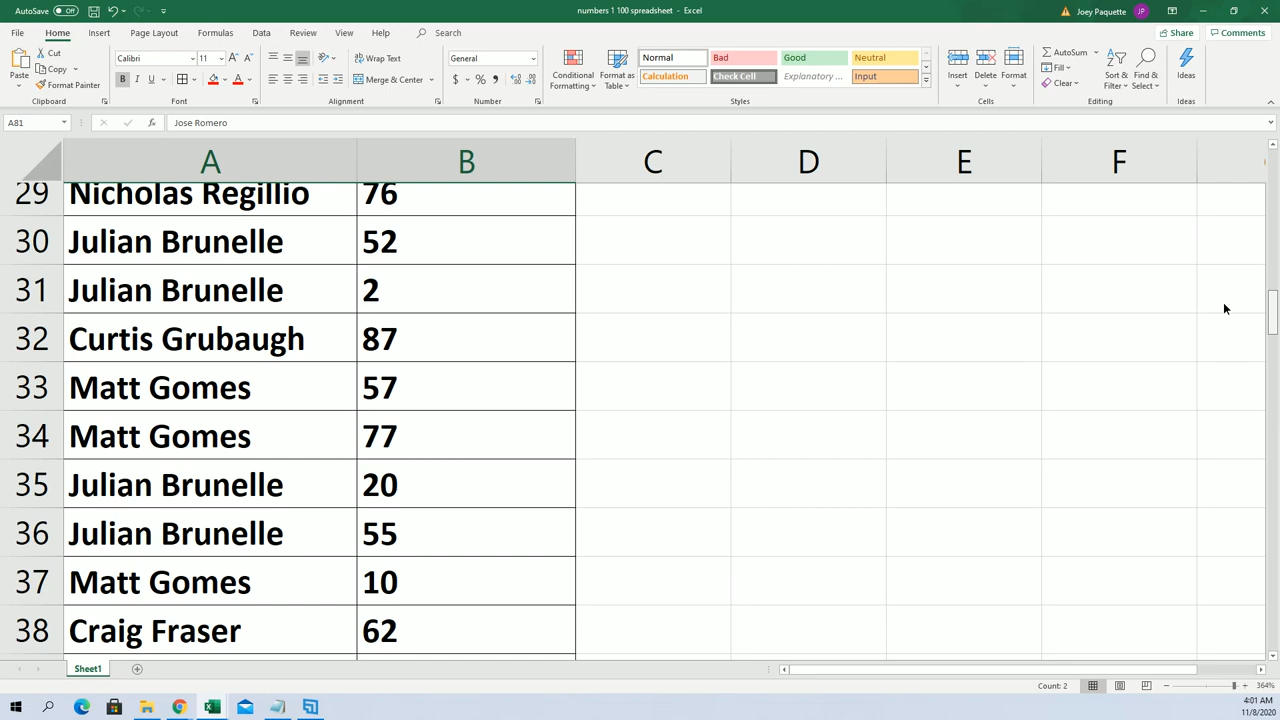 AutoSave Off
numbers 1 100 spreadsheet - Excel
Joey Paquette JP
File Home Insert Page Layout Formulas Data Review View Help Search
Share Comments
Paste
Cut
Copy
Format Painter
Clipboard
Calibri 11
B I U
Font
Wrap Text
Merge & Center
Alignment
General
$ % ,
Number
Conditional Formatting
Format as Table
Normal Bad Good Neutral
Calculation Check Cell Explanatory ... Input
Styles
Insert Delete Format
Cells
AutoSum
Fill
Clear
Sort & Filter
Find & Select
Editing
Ideas
Ideas
A81 fx Jose Romero
A B C D E F
29 Nicholas Regillio 76
30 Julian Brunelle 52
31 Julian Brunelle 2
32 Curtis Grubaugh 87
33 Matt Gomes 57
34 Matt Gomes 77
35 Julian Brunelle 20
36 Julian Brunelle 55
37 Matt Gomes 10
38 Craig Fraser 62
Sheet1
Count: 2 364%
4:01 AM
11/8/2020